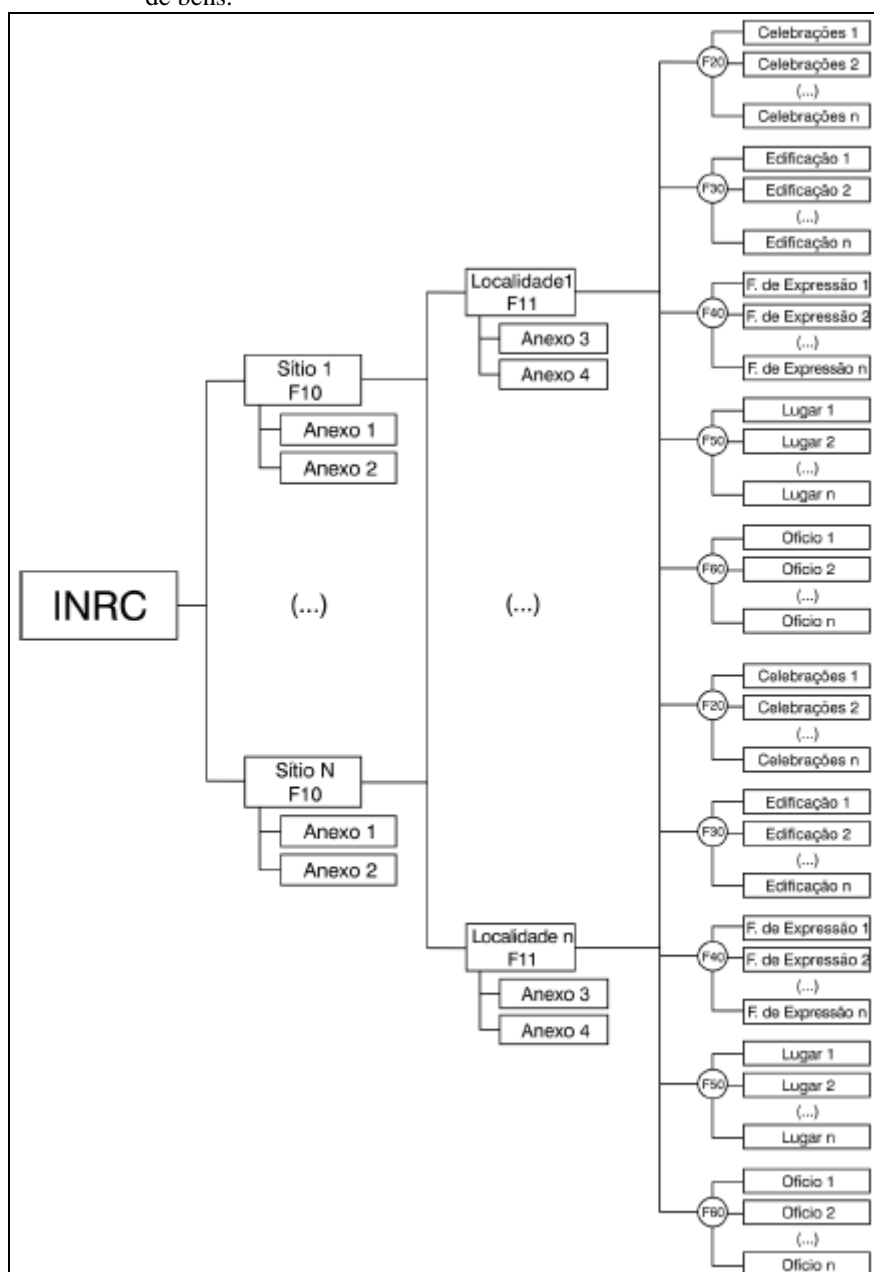 de bens.
INRC
Sítio 1
F10
Anexo 1
Anexo 2
(...)
Sítio N
F10
Anexo 1
Anexo 2
Localidade1
F11
Anexo 3
Anexo 4
(...)
Localidade n
F11
Anexo 3
Anexo 4
F20
Celebrações 1
Celebrações 2
(...)
Celebrações n
F30
Edificação 1
Edificação 2
(...)
Edificação n
F40
F. de Expressão 1
F. de Expressão 2
(...)
F. de Expressão n
F50
Lugar 1
Lugar 2
(...)
Lugar n
F60
Ofício 1
Ofício 2
(...)
Ofício n
F20
Celebrações 1
Celebrações 2
(...)
Celebrações n
F30
Edificação 1
Edificação 2
(...)
Edificação n
F40
F. de Expressão 1
F. de Expressão 2
(...)
F. de Expressão n
F50
Lugar 1
Lugar 2
(...)
Lugar n
F60
Ofício 1
Ofício 2
(...)
Ofício n